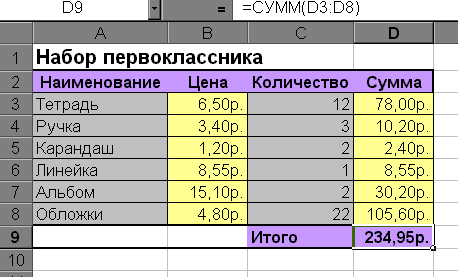 D9 = =СУММ(D3:D8)
A B C D
1 Набор первоклассника
2 Наименование Цена Количество Сумма
3 Тетрадь 6,50р. 12 78,00р.
4 Ручка 3,40р. 3 10,20р.
5 Карандаш 1,20р. 2 2,40р.
6 Линейка 8,55р. 1 8,55р.
7 Альбом 15,10р. 2 30,20р.
8 Обложки 4,80р. 22 105,60р.
9 Итого 234,95р.
10